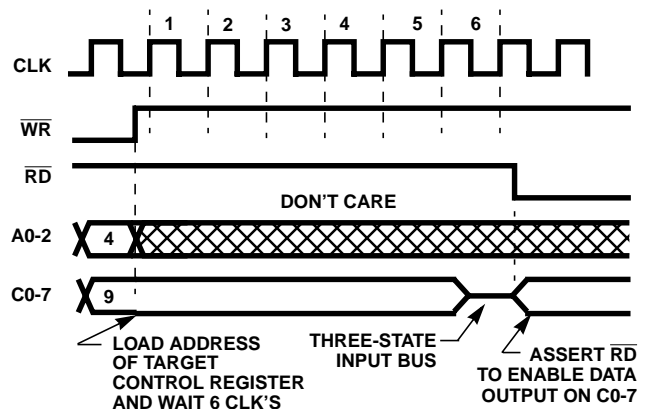 1 2 3 4 5 6
CLK
WR
RD
DON'T CARE
A0-2
4
C0-7
9
LOAD ADDRESS
OF TARGET
CONTROL REGISTER
AND WAIT 6 CLK'S
THREE-STATE
INPUT BUS
ASSERT RD
TO ENABLE DATA
OUTPUT ON C0-7